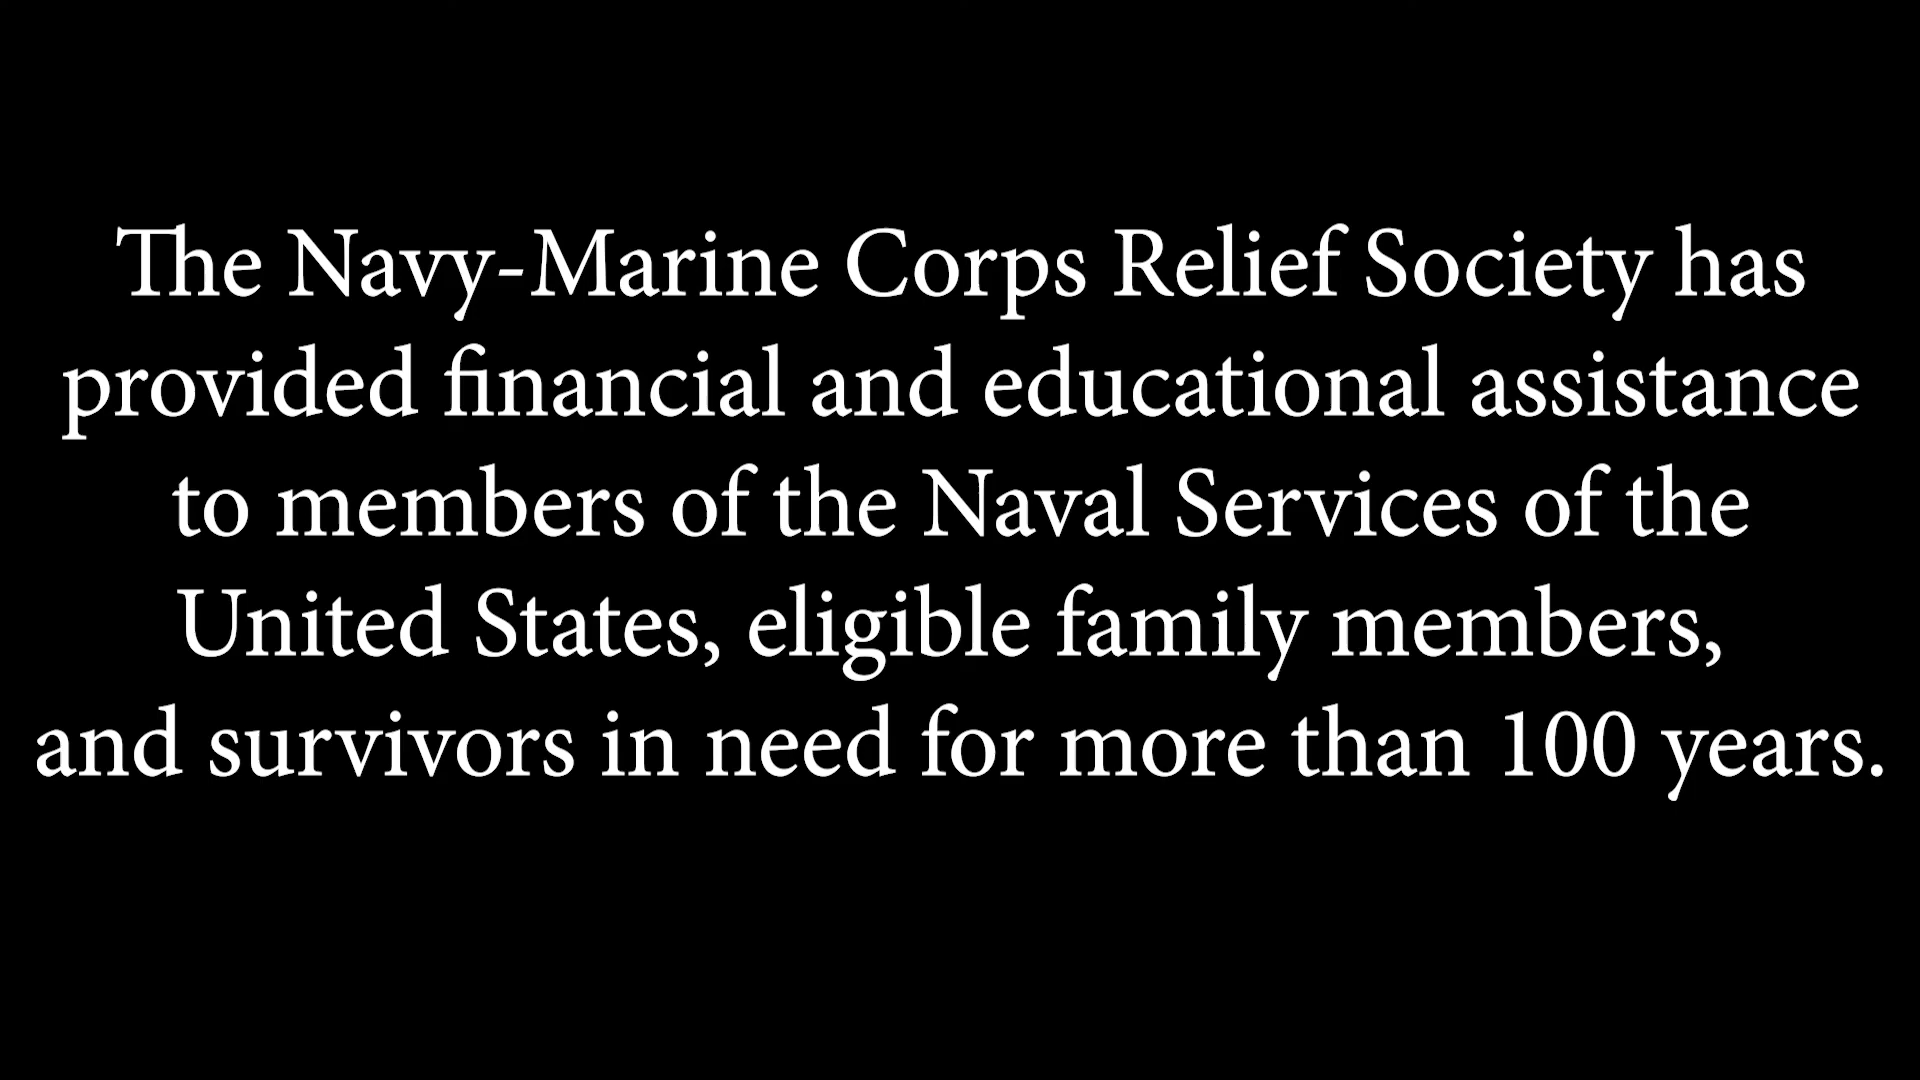 The Navy-Marine Corps Relief Society has
provided financial and educational assistance
to members of the Naval Services of the
United States, eligible family members,
and survivors in need for more than 100 years.